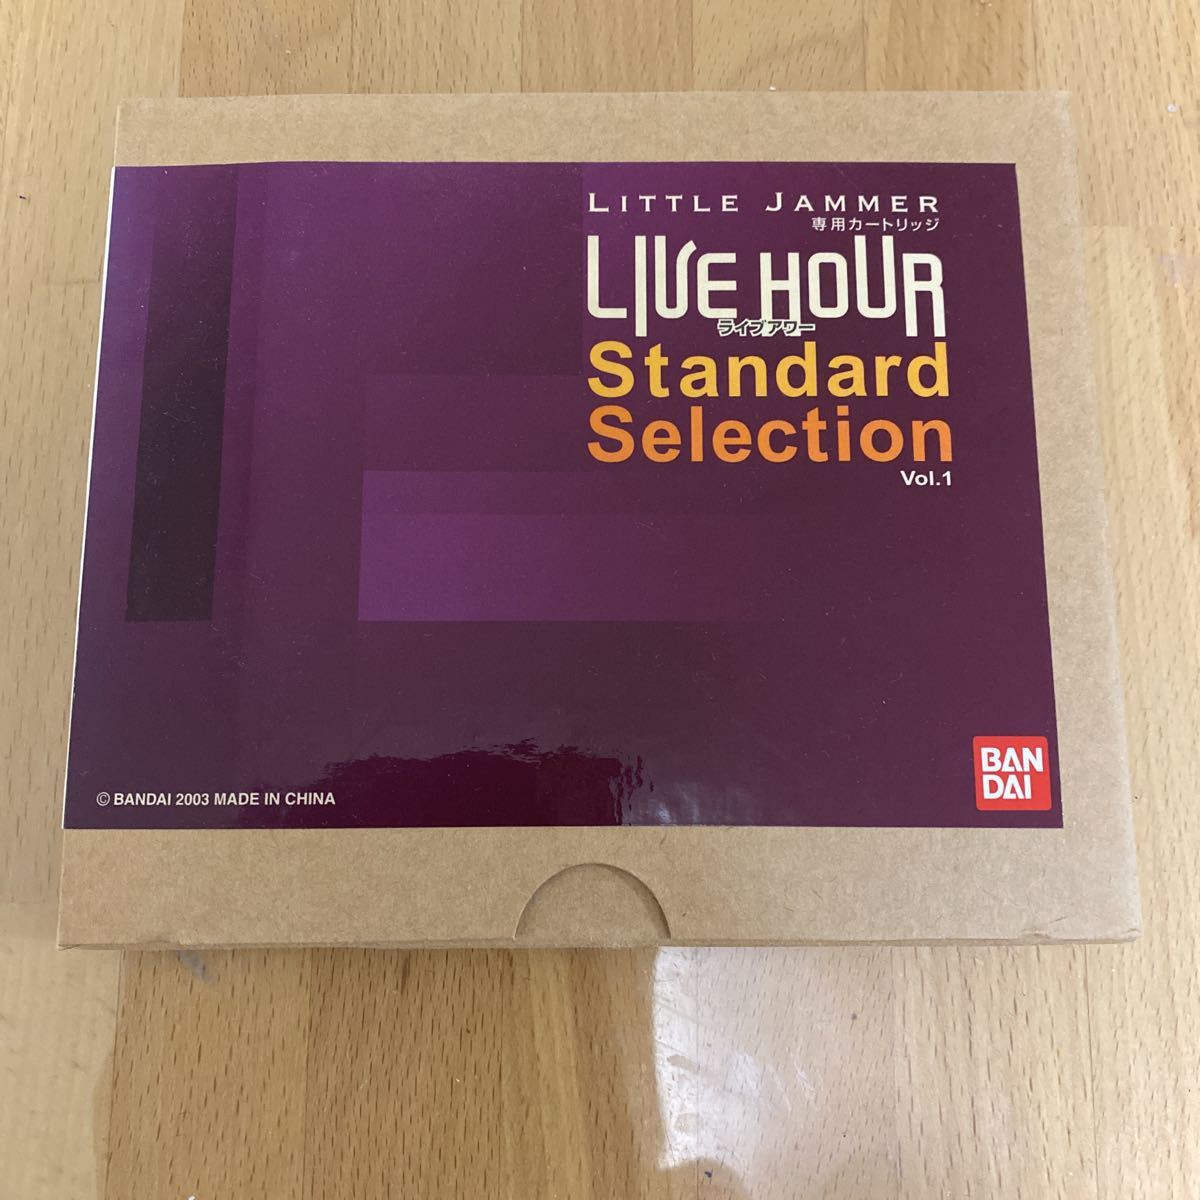 LITTLE JAMMER
専用カートリッジ
LIVE HOUR
ライブアワー
Standard
Selection
Vol.1
BAN
DAI
© BANDAI 2003 MADE IN CHINA